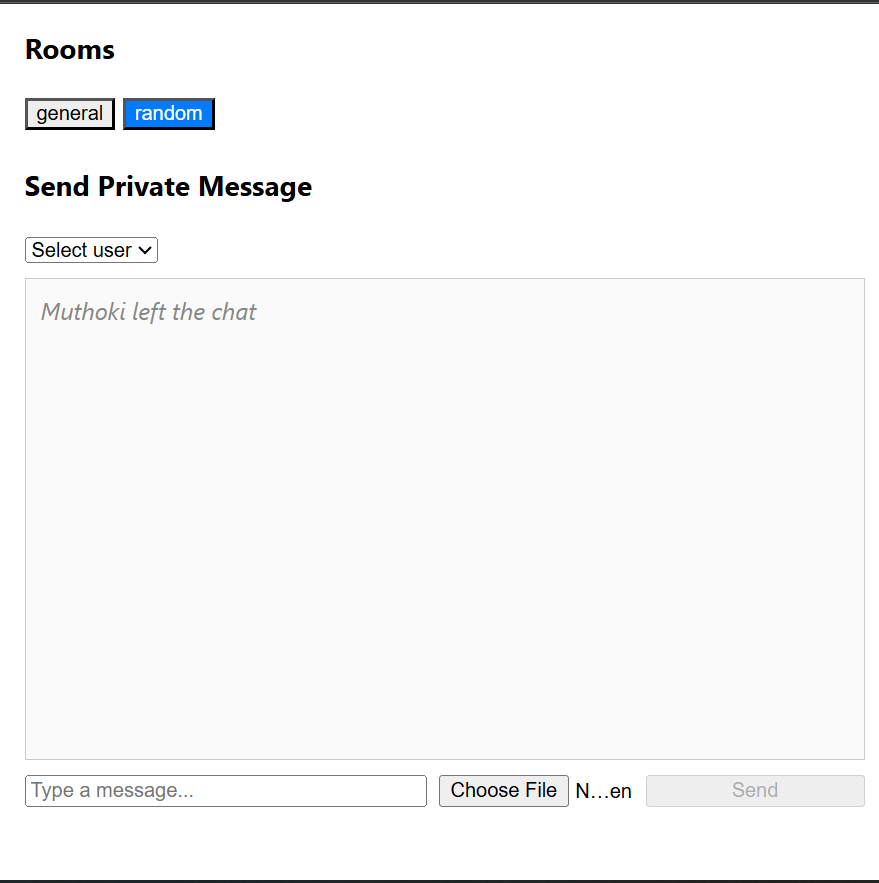 Rooms
general random
Send Private Message
Select user
Muthoki left the chat
Type a message... Choose File N...en Send